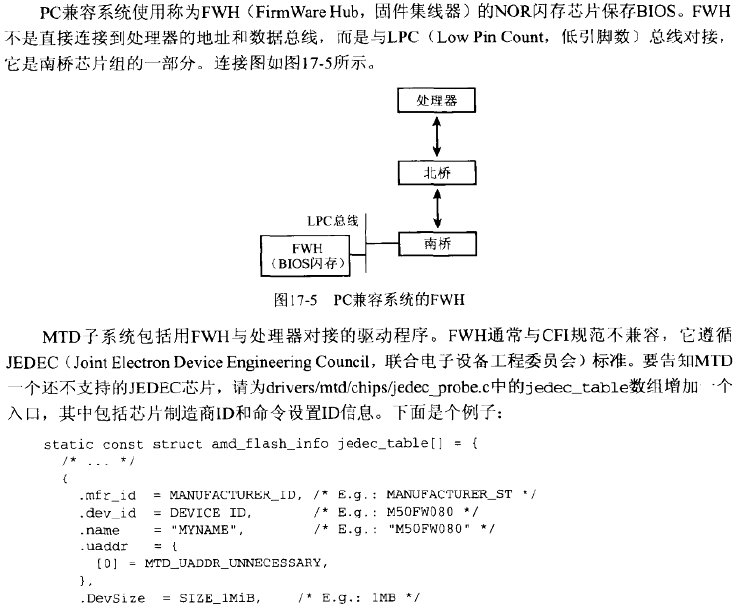 PC兼容系统使用称为FWH（FirmWare Hub，固件集线器）的NOR闪存芯片保存BIOS。FWH
不是直接连接到处理器的地址和数据总线，而是与LPC（Low Pin Count，低引脚数）总线对接，
它是南桥芯片组的一部分。连接图如图17-5所示。
处理器
北桥
LPC总线
FWH
（BIOS闪存）
南桥
图17-5 PC兼容系统的FWH
MTD子系统包括用FWH与处理器对接的驱动程序。FWH通常与CFI规范不兼容，它遵循
JEDEC（Joint Electron Device Engineering Council，联合电子设备工程委员会）标准。要告知MTD
一个还不支持的JEDEC芯片，请为drivers/mtd/chips/jedec_probe.c中的jedec_table数组增加一个
入口，其中包括芯片制造商ID和命令设置ID信息。下面是个例子：
static const struct amd_flash_info jedec_table[] = {
/* ... */
{
.mfr_id = MANUFACTURER_ID, /* E.g.: MANUFACTURER_ST */
.dev_id = DEVICE_ID, /* E.g.: M50FW080 */
.name = "MYNAME", /* E.g.: "M50FW080" */
.uaddr = {
[0] = MTD_UADDR_UNNECESSARY,
},
.DevSize = SIZE_1MiB, /* E.g.: 1MB */